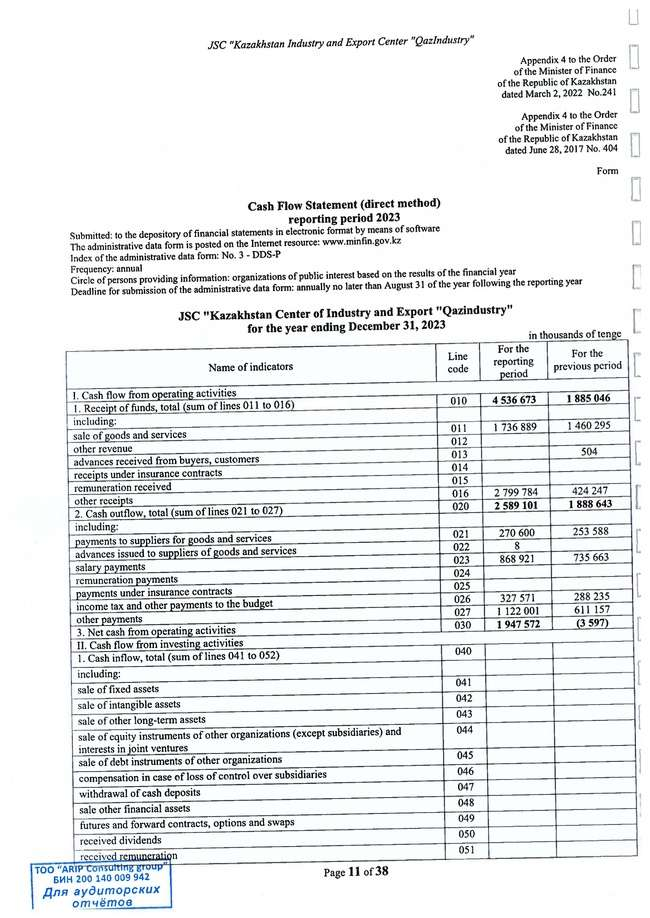 JSC "Kazakhstan Industry and Export Center "QazIndustry"
Appendix 4 to the Order
of the Minister of Finance
of the Republic of Kazakhstan
dated March 2, 2022 No.241
Appendix 4 to the Order
of the Minister of Finance
of the Republic of Kazakhstan
dated June 28, 2017 No. 404
Form
Cash Flow Statement (direct method)
reporting period 2023
Submitted: to the depository of financial statements in electronic format by means of software
The administrative data form is posted on the Internet resource: www.minfin.gov.kz
Index of the administrative data form: No. 3 - DDS-P
Frequency: annual
Circle of persons providing information: organizations of public interest based on the results of the financial year
Deadline for submission of the administrative data form: annually no later than August 31 of the year following the reporting year
JSC "Kazakhstan Center of Industry and Export "Qazindustry"
for the year ending December 31, 2023
in thousands of tenge
Name of indicators Line code For the reporting period For the previous period
I. Cash flow from operating activities
1. Receipt of funds, total (sum of lines 011 to 016) 010 4 536 673 1 885 046
including:
sale of goods and services 011 1 736 889 1 460 295
other revenue 012
advances received from buyers, customers 013 504
receipts under insurance contracts 014
remuneration received 015
other receipts 016 2 799 784 424 247
2. Cash outflow, total (sum of lines 021 to 027) 020 2 589 101 1 888 643
including:
payments to suppliers for goods and services 021 270 600 253 588
advances issued to suppliers of goods and services 022 8
salary payments 023 868 921 735 663
remuneration payments 024
payments under insurance contracts 025
income tax and other payments to the budget 026 327 571 288 235
other payments 027 1 122 001 611 157
3. Net cash from operating activities 030 1 947 572 (3 597)
II. Cash flow from investing activities
1. Cash inflow, total (sum of lines 041 to 052) 040
including:
sale of fixed assets 041
sale of intangible assets 042
sale of other long-term assets 043
sale of equity instruments of other organizations (except subsidiaries) and 044
interests in joint ventures
sale of debt instruments of other organizations 045
compensation in case of loss of control over subsidiaries 046
withdrawal of cash deposits 047
sale other financial assets 048
futures and forward contracts, options and swaps 049
received dividends 050
received remuneration 051
ТОО "ARIP Consulting group"
БИН 200 140 009 942
Для аудиторских
отчётов
Page 11 of 38